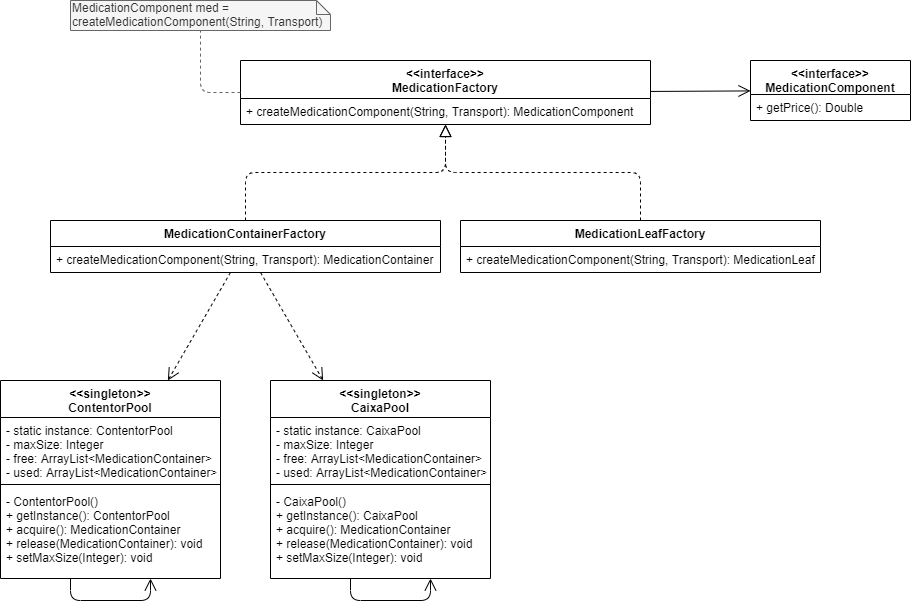 MedicationComponent med =
createMedicationComponent(String, Transport)
<<interface>>
MedicationFactory
+ createMedicationComponent(String, Transport): MedicationComponent
<<interface>>
MedicationComponent
+ getPrice(): Double
MedicationContainerFactory
+ createMedicationComponent(String, Transport): MedicationContainer
MedicationLeafFactory
+ createMedicationComponent(String, Transport): MedicationLeaf
<<singleton>>
ContentorPool
- static instance: ContentorPool
- maxSize: Integer
- free: ArrayList<MedicationContainer>
- used: ArrayList<MedicationContainer>
- ContentorPool()
+ getInstance(): ContentorPool
+ acquire(): MedicationContainer
+ release(MedicationContainer): void
+ setMaxSize(Integer): void
<<singleton>>
CaixaPool
- static instance: CaixaPool
- maxSize: Integer
- free: ArrayList<MedicationContainer>
- used: ArrayList<MedicationContainer>
- CaixaPool()
+ getInstance(): CaixaPool
+ acquire(): MedicationContainer
+ release(MedicationContainer): void
+ setMaxSize(Integer): void